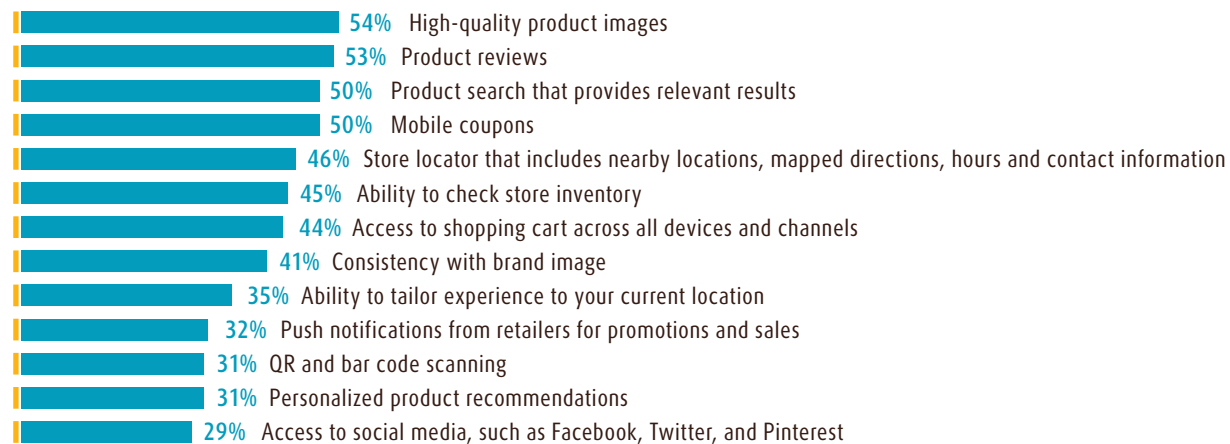 54% High-quality product images
53% Product reviews
50% Product search that provides relevant results
50% Mobile coupons
46% Store locator that includes nearby locations, mapped directions, hours and contact information
45% Ability to check store inventory
44% Access to shopping cart across all devices and channels
41% Consistency with brand image
35% Ability to tailor experience to your current location
32% Push notifications from retailers for promotions and sales
31% QR and bar code scanning
31% Personalized product recommendations
29% Access to social media, such as Facebook, Twitter, and Pinterest